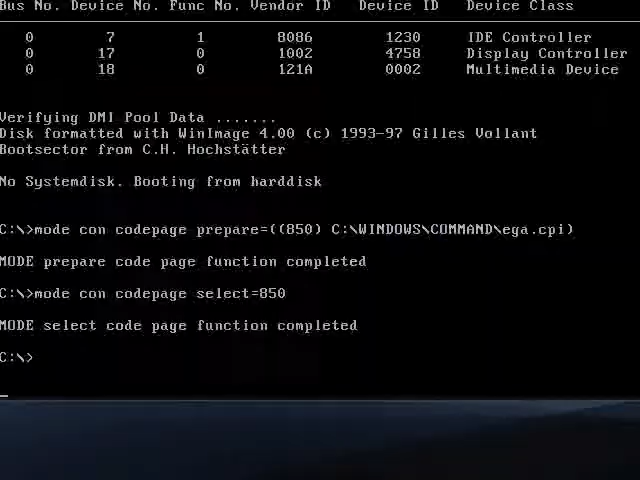 Bus No. Device No. Func No. Vendor ID Device ID Device Class
0 7 1 8086 1230 IDE Controller
0 17 0 1002 4758 Display Controller
0 18 0 121A 0002 Multimedia Device
Verifying DMI Pool Data .......
Disk formatted with WinImage 4.00 (c) 1993-97 Gilles Vollant
Bootsector from C.H. Hochstätter
No Systemdisk. Booting from harddisk
C:\>mode con codepage prepare=((850) C:\WINDOWS\COMMAND\ega.cpi)
MODE prepare code page function completed
C:\>mode con codepage select=850
MODE select code page function completed
C:\>